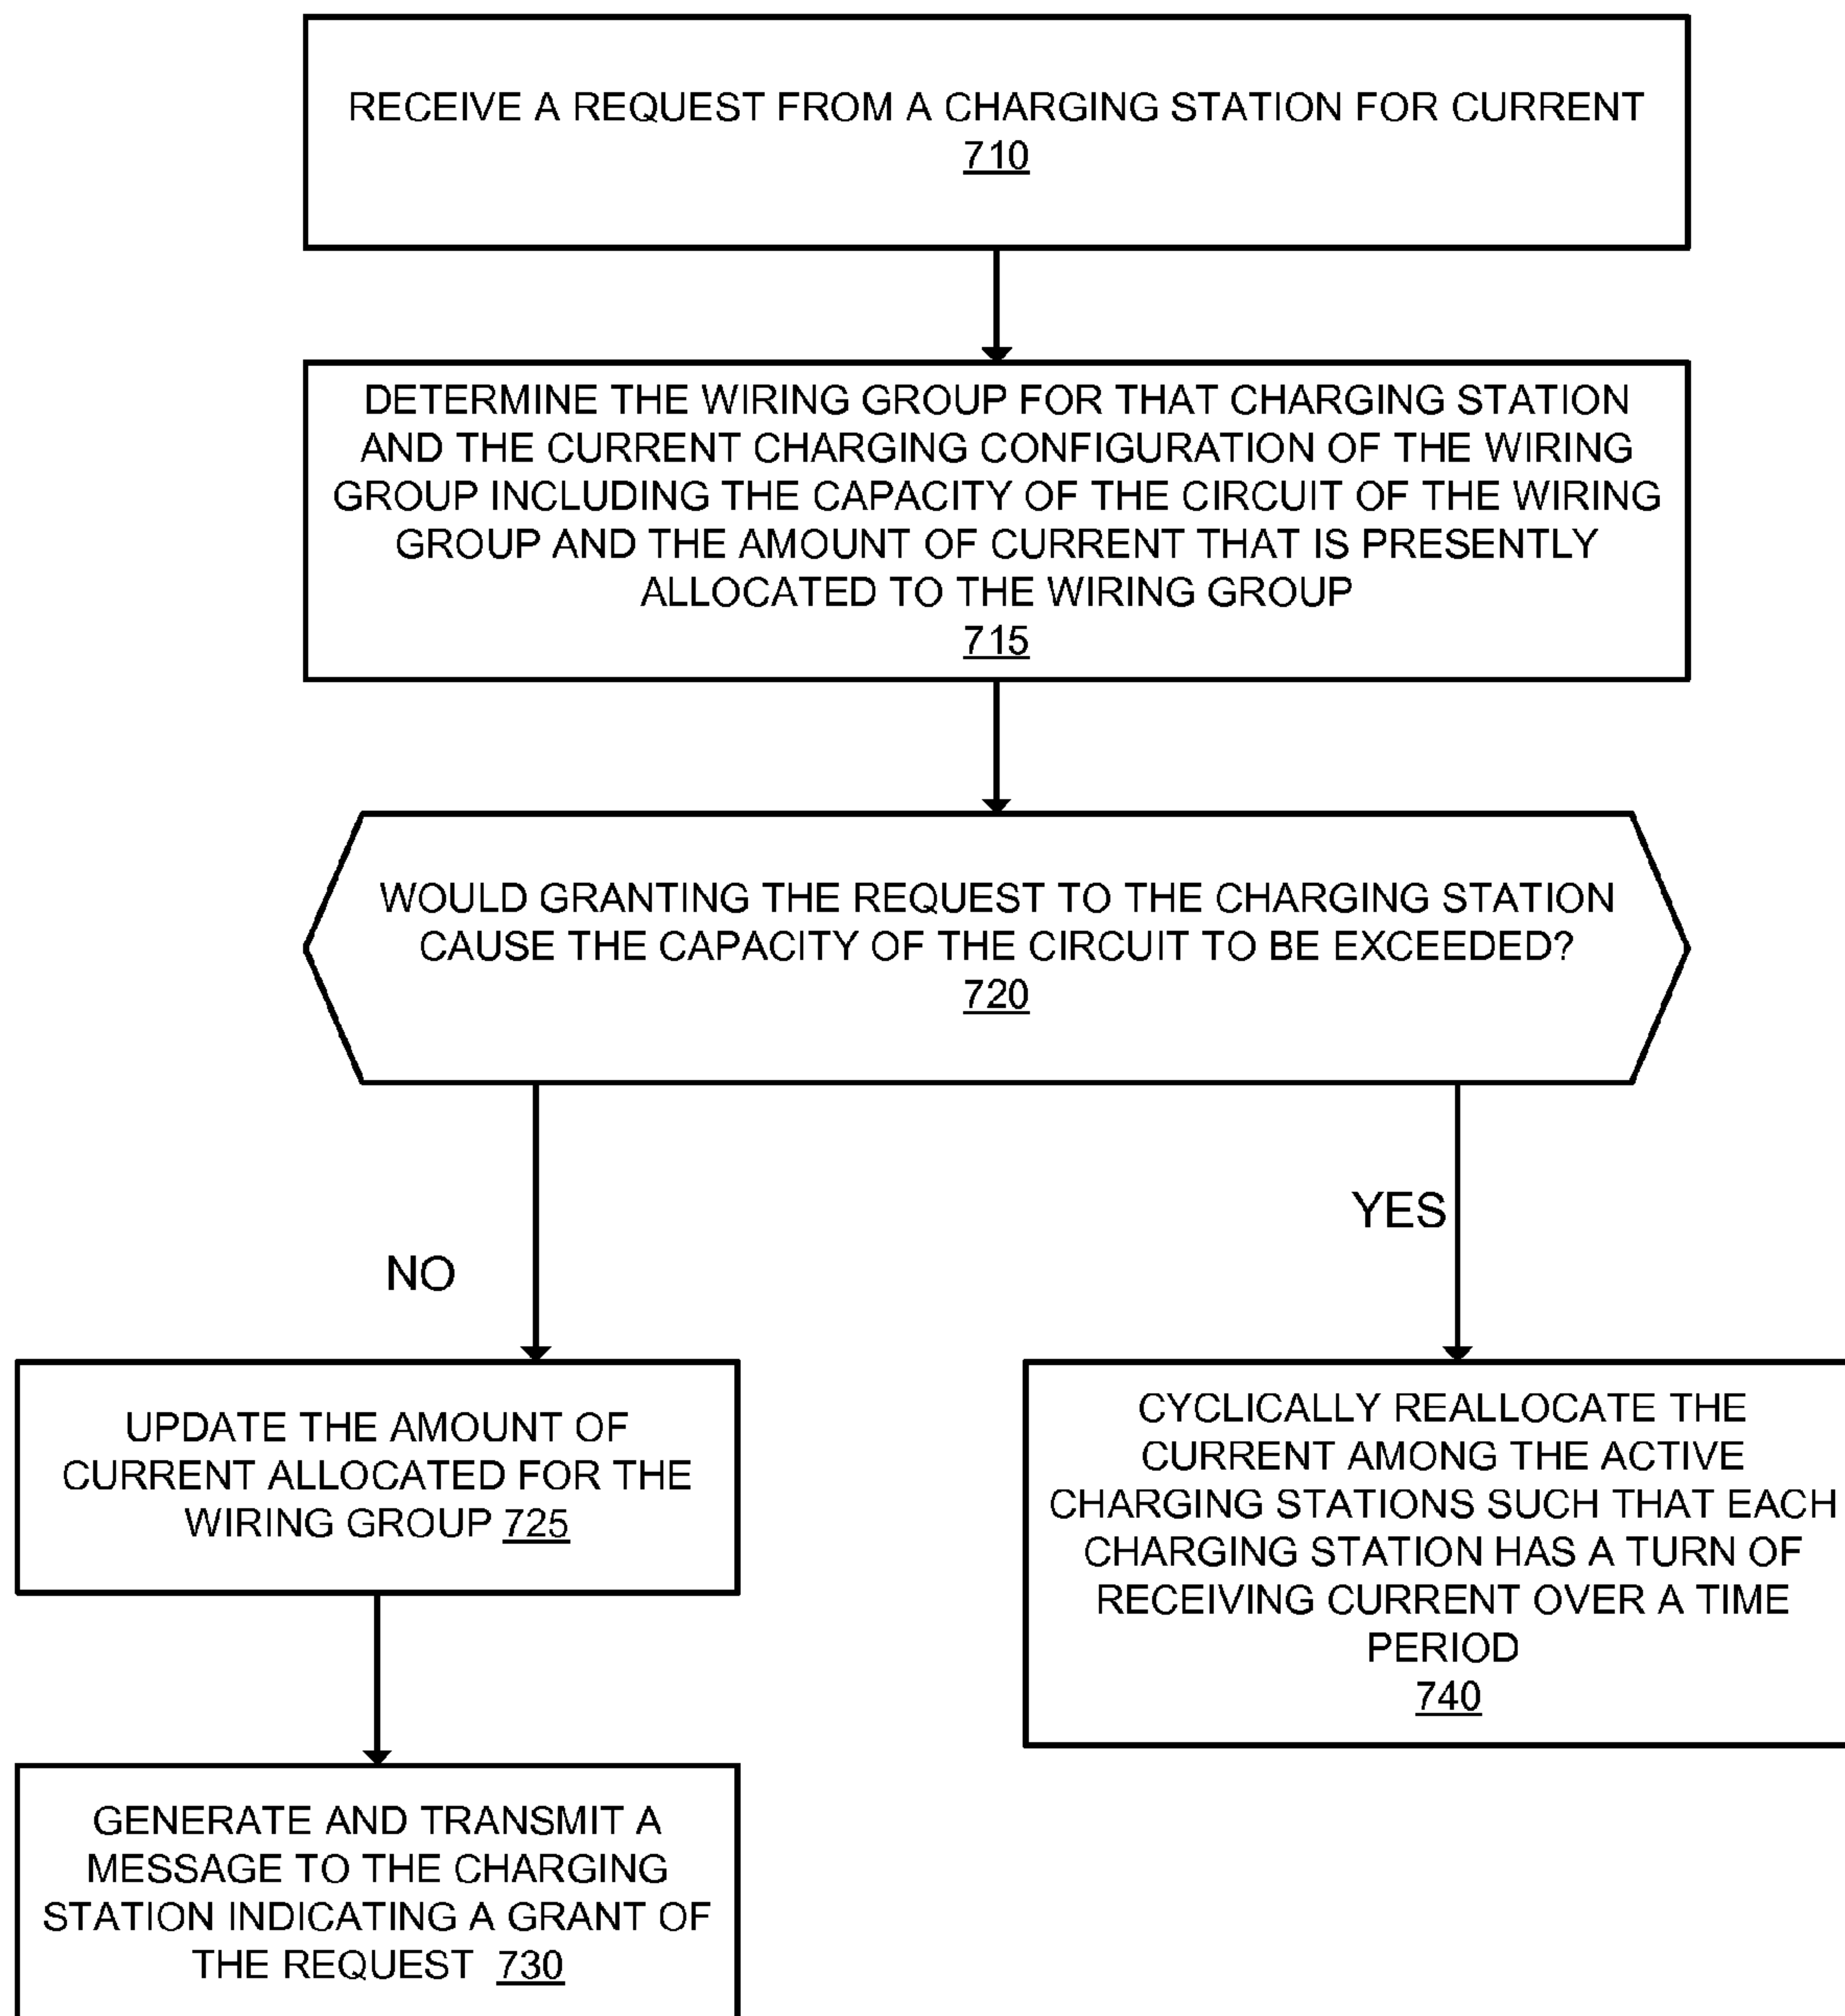 RECEIVE A REQUEST FROM A CHARGING STATION FOR CURRENT
710
DETERMINE THE WIRING GROUP FOR THAT CHARGING STATION
AND THE CURRENT CHARGING CONFIGURATION OF THE WIRING
GROUP INCLUDING THE CAPACITY OF THE CIRCUIT OF THE WIRING
GROUP AND THE AMOUNT OF CURRENT THAT IS PRESENTLY
ALLOCATED TO THE WIRING GROUP
715
WOULD GRANTING THE REQUEST TO THE CHARGING STATION
CAUSE THE CAPACITY OF THE CIRCUIT TO BE EXCEEDED?
720
NO
YES
UPDATE THE AMOUNT OF
CURRENT ALLOCATED FOR THE
WIRING GROUP 725
GENERATE AND TRANSMIT A
MESSAGE TO THE CHARGING
STATION INDICATING A GRANT OF
THE REQUEST 730
CYCLICALLY REALLOCATE THE
CURRENT AMONG THE ACTIVE
CHARGING STATIONS SUCH THAT EACH
CHARGING STATION HAS A TURN OF
RECEIVING CURRENT OVER A TIME
PERIOD
740